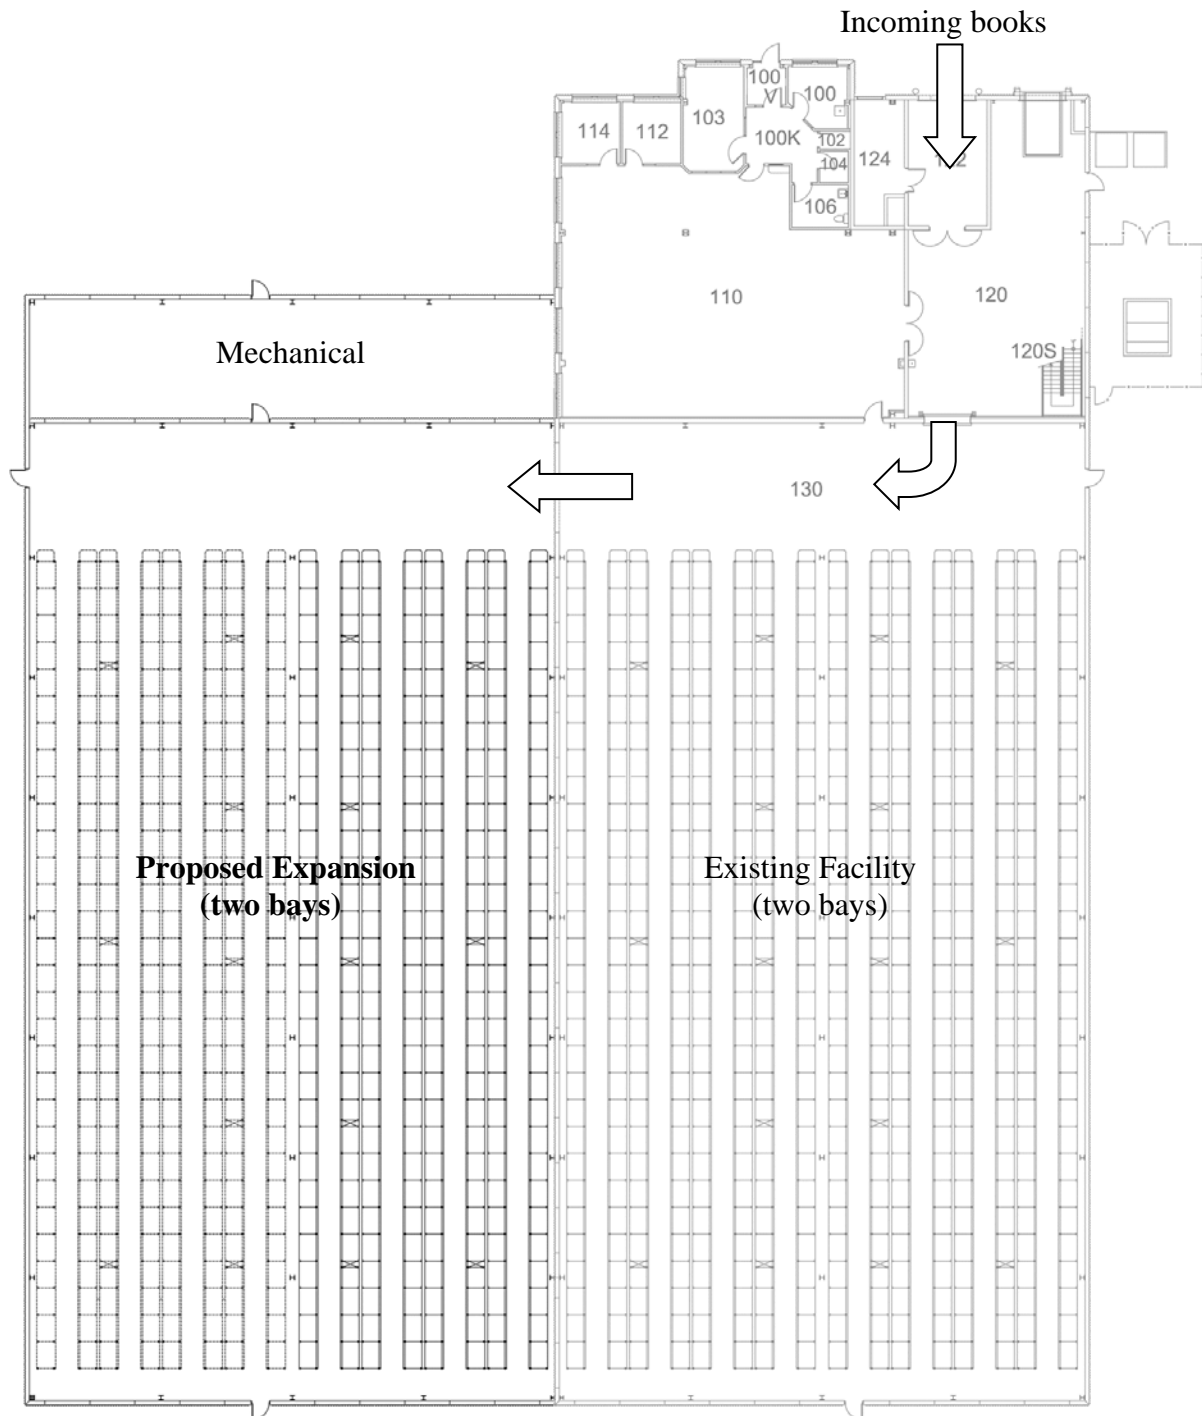 Incoming books
100
V
100
103
114
112
100K
102
104
124
106
110
120
Mechanical
120S
130
Proposed Expansion
(two bays)
Existing Facility
(two bays)